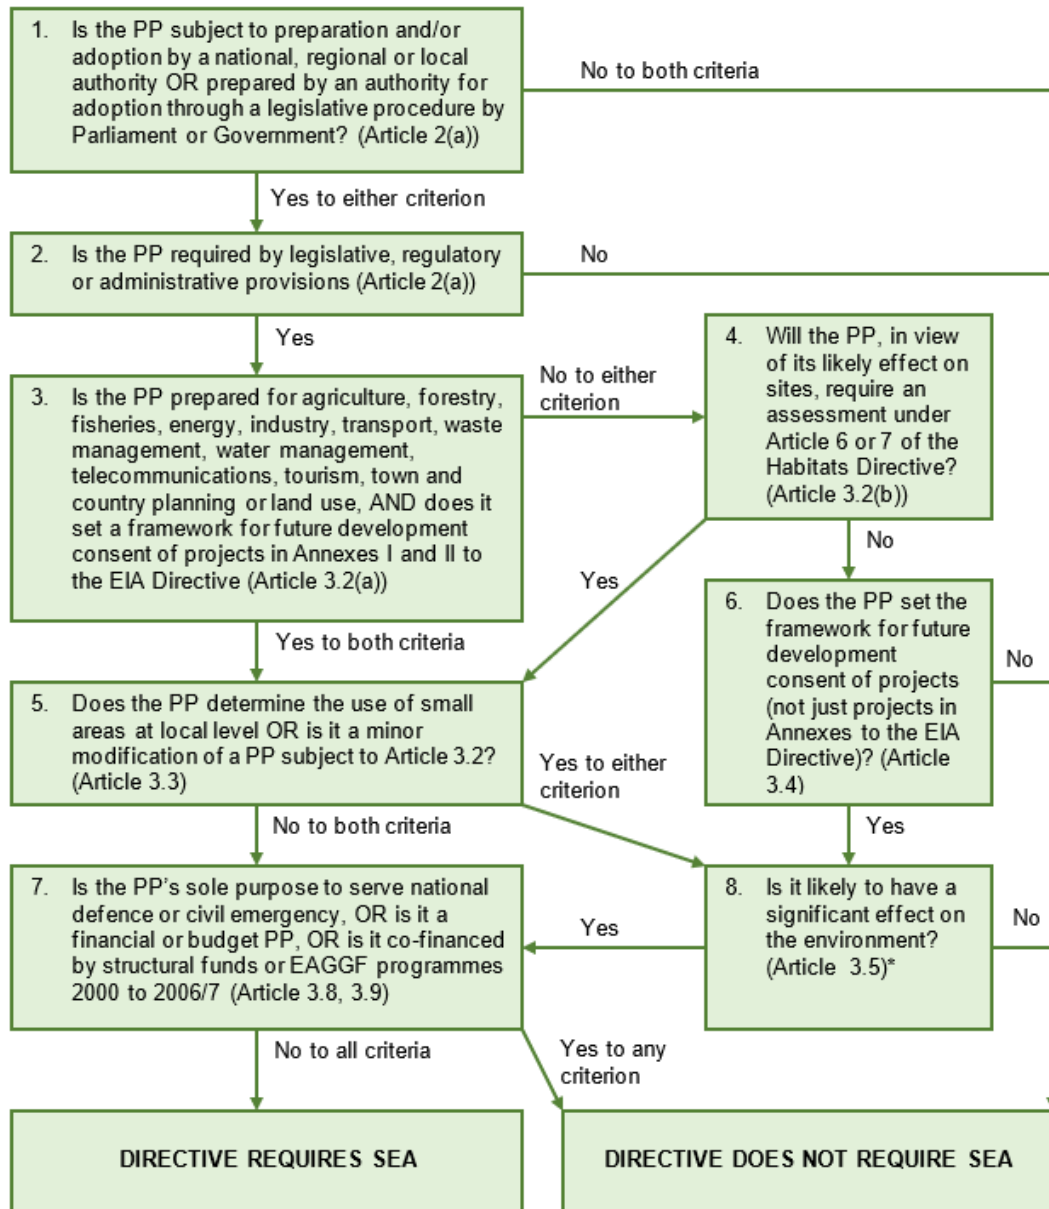 1. Is the PP subject to preparation and/or
adoption by a national, regional or local
authority OR prepared by an authority for
adoption through a legislative procedure by
Parliament or Government? (Article 2(a))
No to both criteria
Yes to either criterion
2. Is the PP required by legislative, regulatory
or administrative provisions (Article 2(a))
No
Yes
3. Is the PP prepared for agriculture, forestry,
fisheries, energy, industry, transport, waste
management, water management,
telecommunications, tourism, town and
country planning or land use, AND does it
set a framework for future development
consent of projects in Annexes I and II to
the EIA Directive (Article 3.2(a))
No to either
criterion
4. Will the PP, in view
of its likely effect on
sites, require an
assessment under
Article 6 or 7 of the
Habitats Directive?
(Article 3.2(b))
Yes to both criteria
Yes
No
5. Does the PP determine the use of small
areas at local level OR is it a minor
modification of a PP subject to Article 3.2?
(Article 3.3)
6. Does the PP set the
framework for future
development
consent of projects
(not just projects in
Annexes to the EIA
Directive)? (Article
3.4)
No
No to both criteria
Yes to either
criterion
Yes
7. Is the PP's sole purpose to serve national
defence or civil emergency, OR is it a
financial or budget PP, OR is it co-financed
by structural funds or EAGGF programmes
2000 to 2006/7 (Article 3.8, 3.9)
Yes
8. Is it likely to have a
significant effect on
the environment?
(Article 3.5)*
No
No to all criteria
Yes to any
criterion
DIRECTIVE REQUIRES SEA
DIRECTIVE DOES NOT REQUIRE SEA